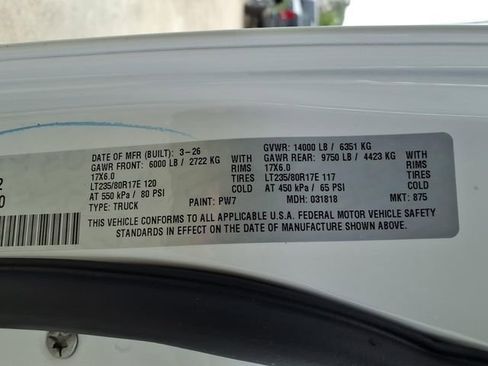 DATE OF MFR (BUILT): 3-26 GVWR: 14000 LB / 6351 KG
GAWR FRONT: 6000 LB / 2722 KG WITH GAWR REAR: 9750 LB / 4423 KG WITH
17X6.0 RIMS 17X6.0 RIMS
LT235/80R17E 120 TIRES LT235/80R17E 117 TIRES
AT 550 kPa / 80 PSI COLD AT 450 kPa / 65 PSI COLD
TYPE: TRUCK PAINT: PW7 MDH: 031818 MKT: 875
THIS VEHICLE CONFORMS TO ALL APPLICABLE U.S.A. FEDERAL MOTOR VEHICLE SAFETY
STANDARDS IN EFFECT ON THE DATE OF MANUFACTURE SHOWN ABOVE.